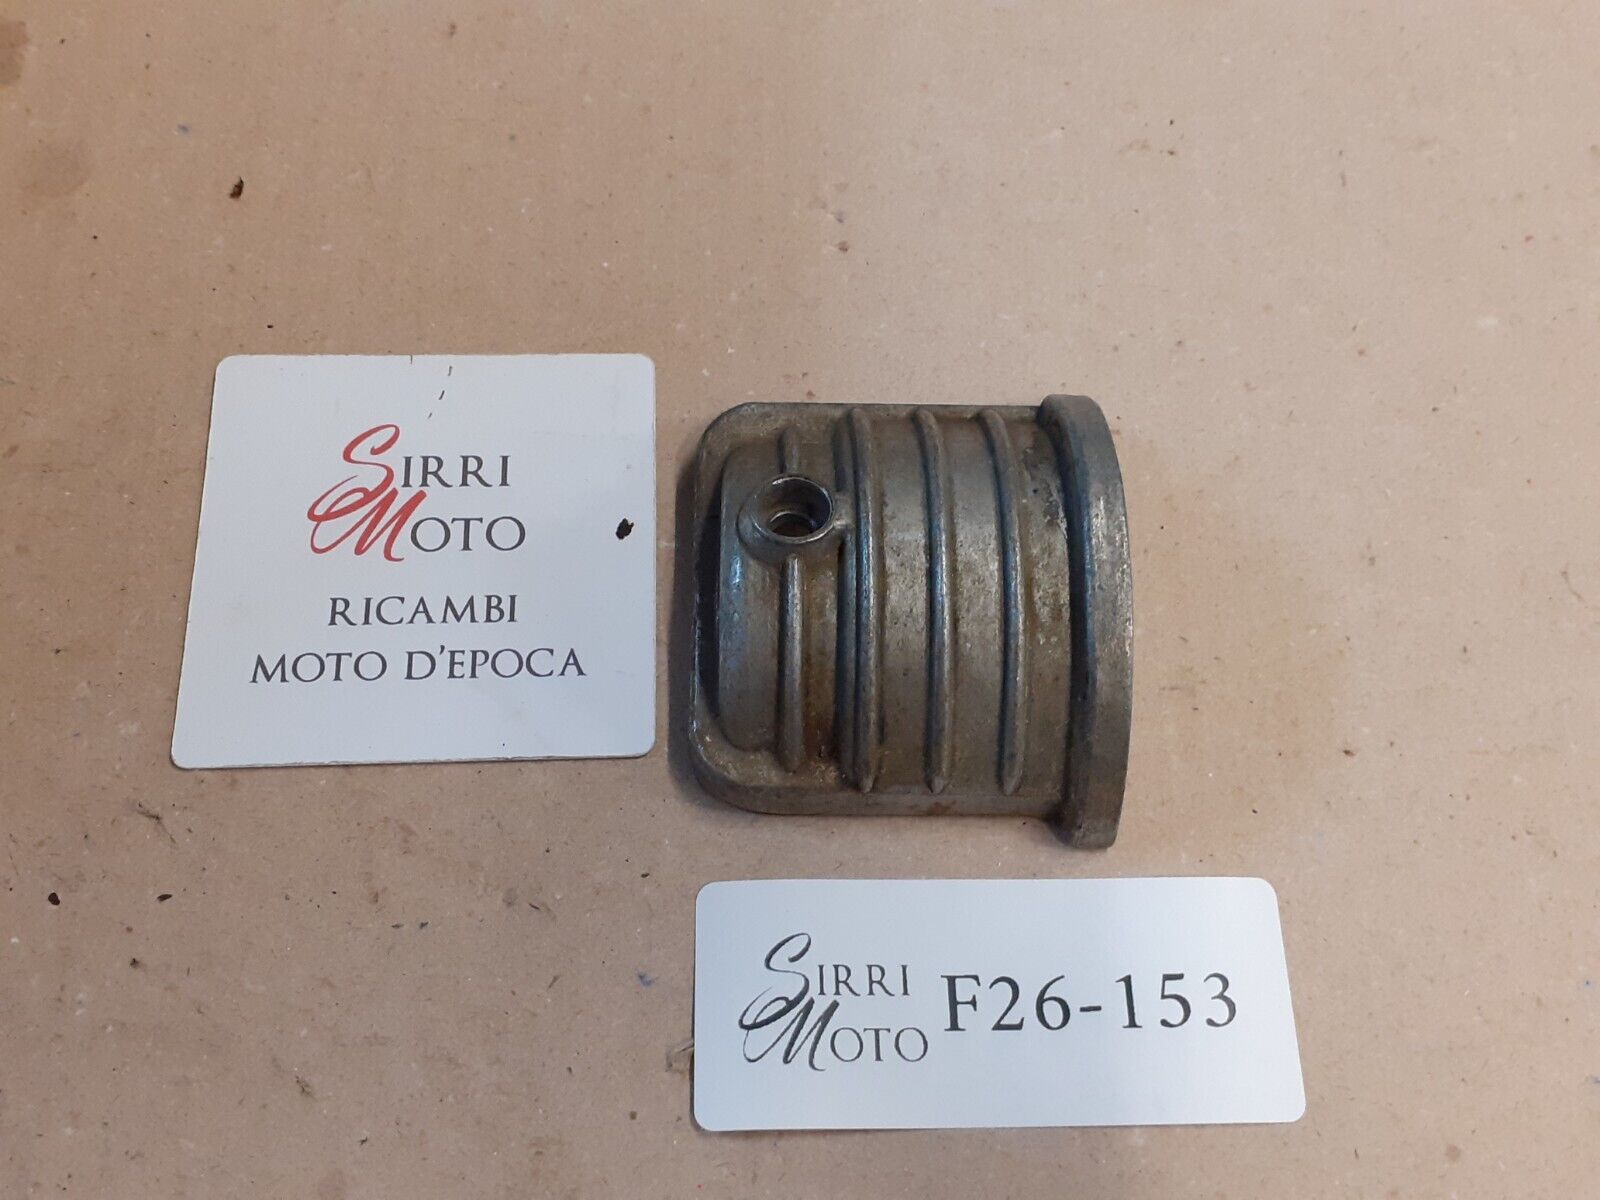 SIRRI
MOTO
RICAMBI
MOTO D'EPOCA
SIRRI
MOTO
F26-153